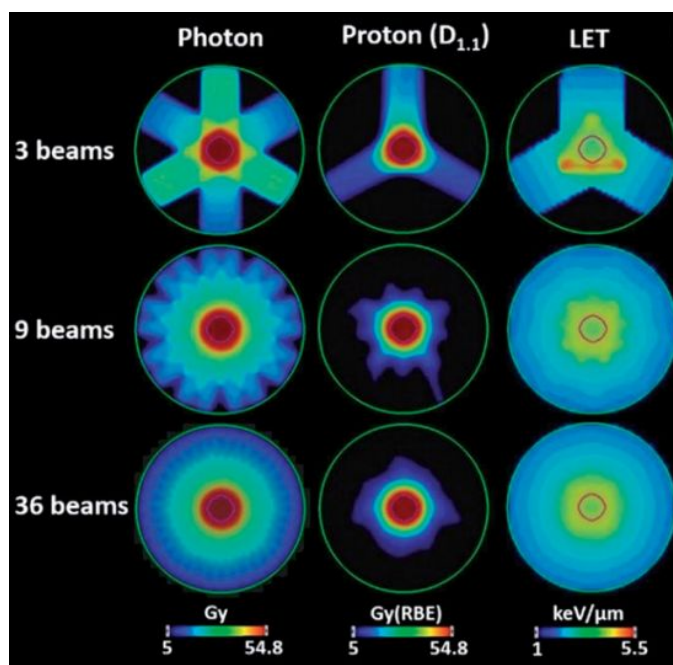 Photon Proton (D1.1) LET
3 beams
9 beams
36 beams
Gy Gy(RBE) keV/μm
5 54.8 5 54.8 1 5.5